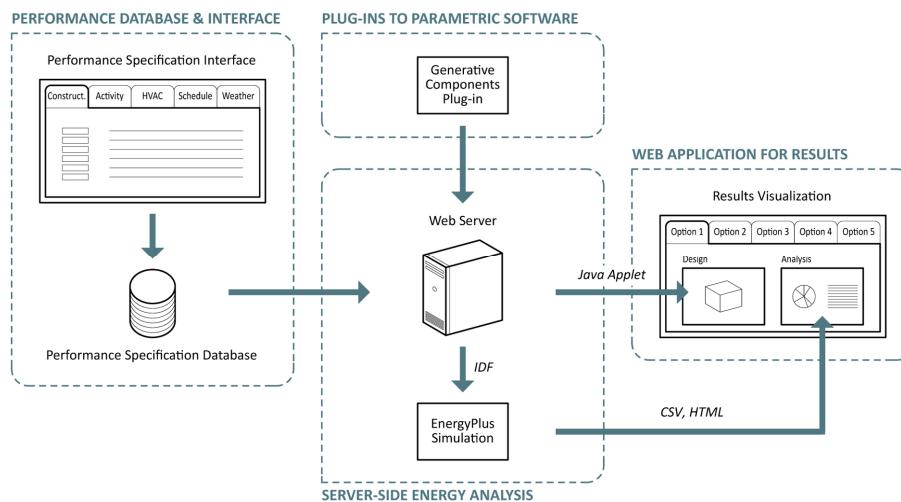 PERFORMANCE DATABASE & INTERFACE
Performance Specification Interface
Construct. Activity HVAC Schedule Weather
Performance Specification Database
PLUG-INS TO PARAMETRIC SOFTWARE
Generative
Components
Plug-in
Web Server
IDF
EnergyPlus
Simulation
SERVER-SIDE ENERGY ANALYSIS
Java Applet
CSV, HTML
WEB APPLICATION FOR RESULTS
Results Visualization
Option 1 Option 2 Option 3 Option 4 Option 5
Design Analysis